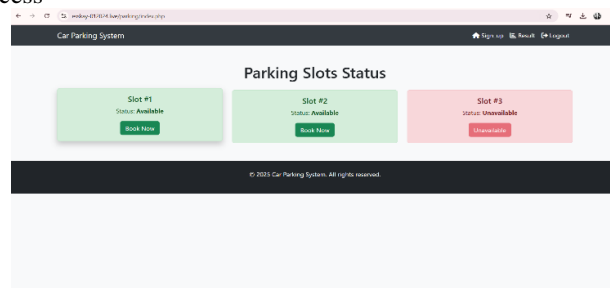 cess
Car Parking System
Sign up Result Logout
Parking Slots Status
Slot #1
Status: Available
Book Now
Slot #2
Status: Available
Book Now
Slot #3
Status: Unavailable
Unavailable
© 2025 Car Parking System. All rights reserved.